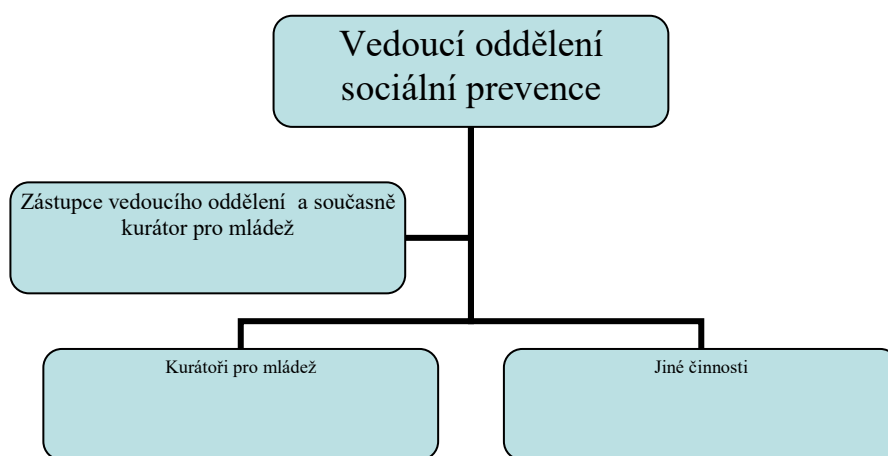 Vedoucí oddělení
sociální prevence
Zástupce vedoucího oddělení  a současně
kurátor pro mládež
Kurátoři pro mládež
Jiné činnosti